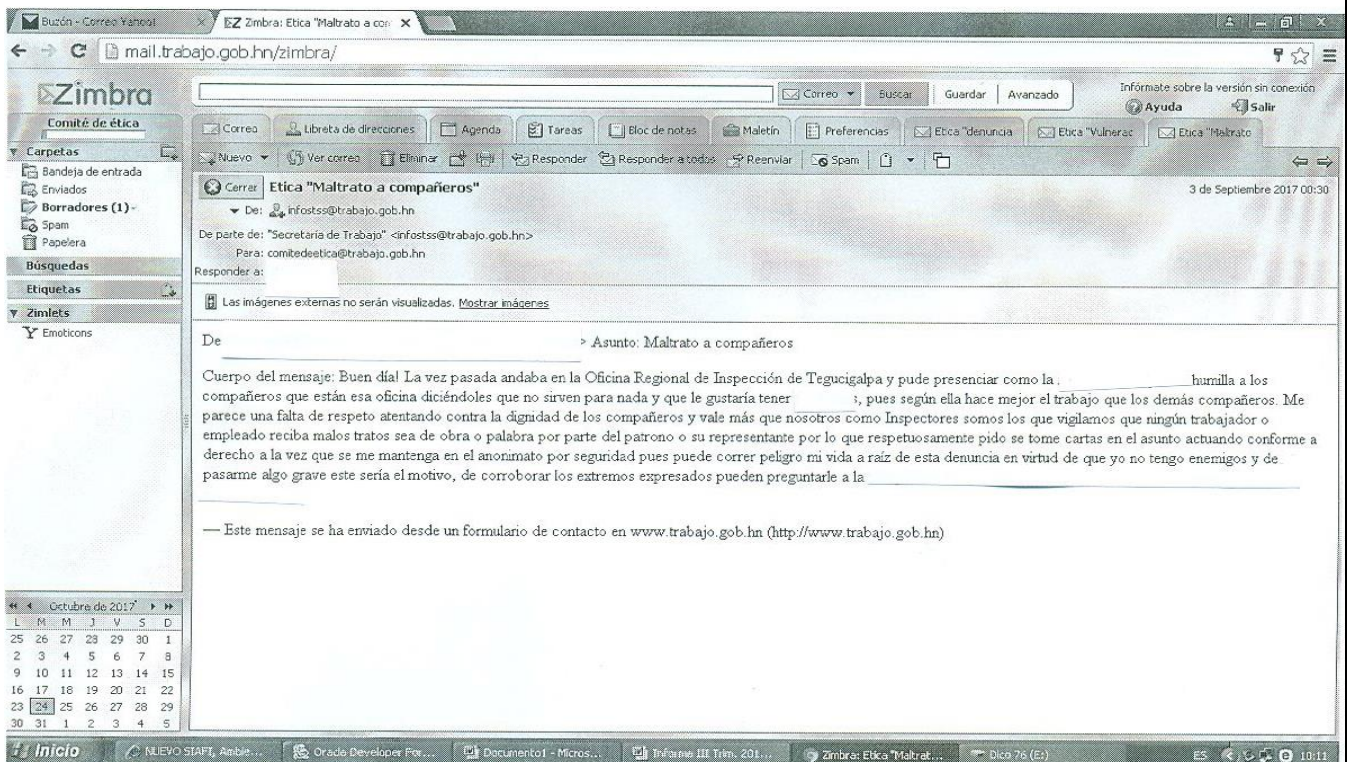 Buzón - Correo Yahoo!
Zimbra: Etica "Maltrato a con
mail.trabajo.gob.hn/zimbra/
Zimbra
Correo
Buscar
Guardar
Avanzado
Infórmate sobre la versión sin conexión
Ayuda
Salir
Comité de ética
Correo
Libreta de direcciones
Agenda
Tareas
Bloc de notas
Maletín
Preferencias
Etica "denuncia
Etica "Vulnerac
Etica "Maltrato
Carpetas
Bandeja de entrada
Enviados
Borradores (1)
Spam
Papelera
Búsquedas
Etiquetas
Zimlets
Emoticons
Nuevo
Ver correo
Eliminar
Responder
Responder a todos
Reenviar
Spam
Cerrar
Etica "Maltrato a compañeros"
3 de Septiembre 2017 00:30
De: infostss@trabajo.gob.hn
De parte de: "Secretaría de Trabajo" <infostss@trabajo.gob.hn>
Para: comitedeetica@trabajo.gob.hn
Responder a:
Las imágenes externas no serán visualizadas. Mostrar imágenes
De > Asunto: Maltrato a compañeros
Cuerpo del mensaje: Buen día! La vez pasada andaba en la Oficina Regional de Inspección de Tegucigalpa y pude presenciar como la . humilla a los
compañeros que están esa oficina diciéndoles que no sirven para nada y que le gustaría tener s, pues según ella hace mejor el trabajo que los demás compañeros. Me
parece una falta de respeto atentando contra la dignidad de los compañeros y vale más que nosotros como Inspectores somos los que vigilamos que ningún trabajador o
empleado reciba malos tratos sea de obra o palabra por parte del patrono o su representante por lo que respetuosamente pido se tome cartas en el asunto actuando conforme a
derecho a la vez que se me mantenga en el anonimato por seguridad pues puede correr peligro mi vida a raíz de esta denuncia en virtud de que yo no tengo enemigos y de
pasarme algo grave este sería el motivo, de corroborar los extremos expresados pueden preguntarle a la
— Este mensaje se ha enviado desde un formulario de contacto en www.trabajo.gob.hn (http://www.trabajo.gob.hn)
Octubre de 2017
L M M J V S D
25 26 27 28 29 30 1
2 3 4 5 6 7 8
9 10 11 12 13 14 15
16 17 18 19 20 21 22
23 24 25 26 27 28 29
30 31 1 2 3 4 5
Inicio
NUEVO SIAFI, Ambie...
Oracle Developer For...
Documento1 - Micros...
Informe III Trim. 201...
Zimbra: Etica "Maltrat...
Disco 76 (E:)
ES
10:11